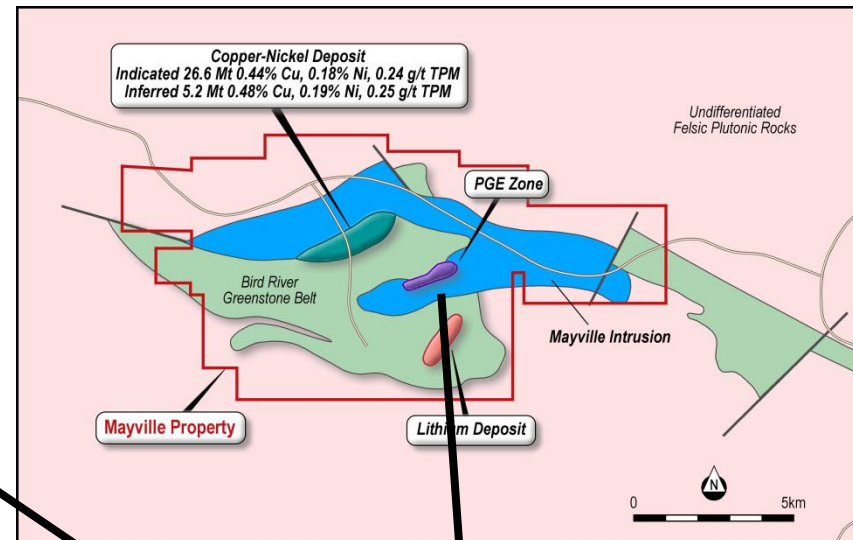 Copper-Nickel Deposit
Indicated 26.6 Mt 0.44% Cu, 0.18% Ni, 0.24 g/t TPM
Inferred 5.2 Mt 0.48% Cu, 0.19% Ni, 0.25 g/t TPM
Undifferentiated
Felsic Plutonic Rocks
PGE Zone
Bird River
Greenstone Belt
Mayville Intrusion
Mayville Property
Lithium Deposit
N
0 5km